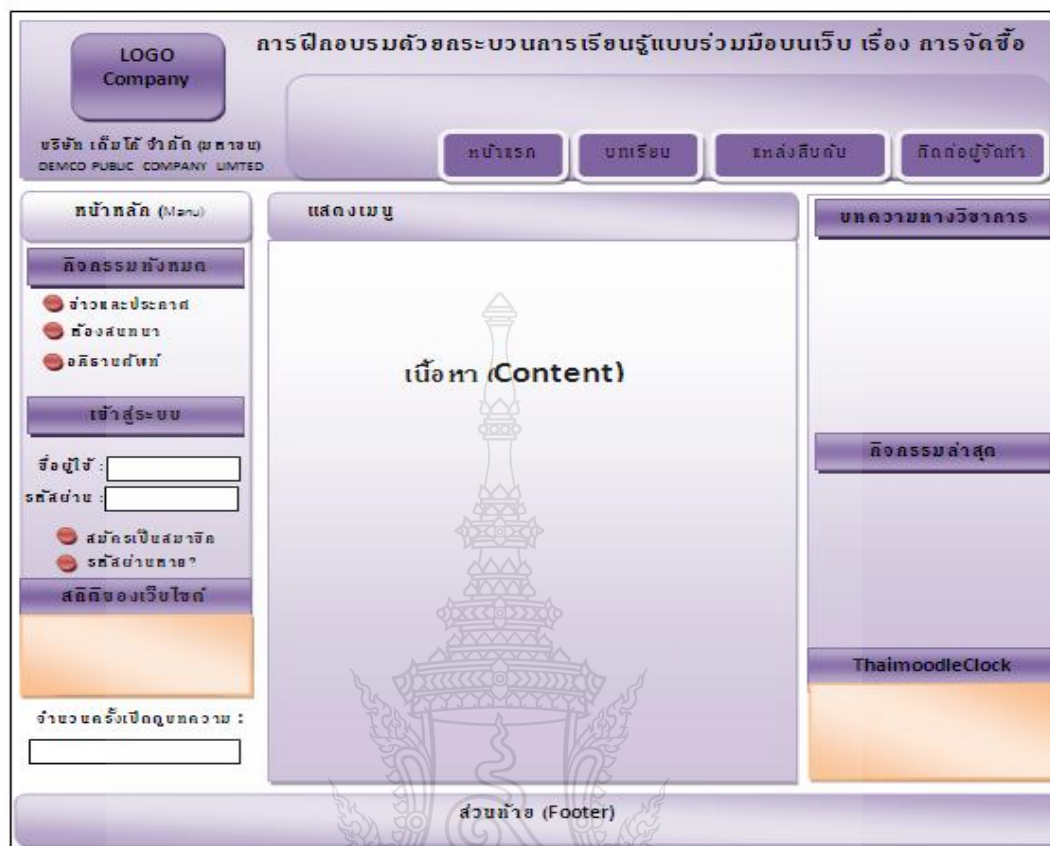 LOGO
Company
การฝึกอบรมด้วยกระบวนการเรียนรู้แบบร่วมมือบนเว็บ เรื่อง การจัดซื้อ
บริษัท เด็มโก้ จำกัด (มหาชน)
DEMCO PUBLIC COMPANY LIMITED
หน้าแรก
บทเรียน
แหล่งสืบค้น
ติดต่อผู้จัดทำ
หน้าหลัก (Menu)
กิจกรรมทั้งหมด
ข่าวและประกาศ
ห้องสนทนา
อภิธานศัพท์
เข้าสู่ระบบ
ชื่อผู้ใช้ :
รหัสผ่าน :
สมัครเป็นสมาชิก
รหัสผ่านหาย?
สถิติของเว็บไซต์
จำนวนครั้งเปิดดูบทความ :
แสดงเมนู
เนื้อหา (Content)
บทความทางวิชาการ
กิจกรรมล่าสุด
ThaimoodleClock
ส่วนท้าย (Footer)